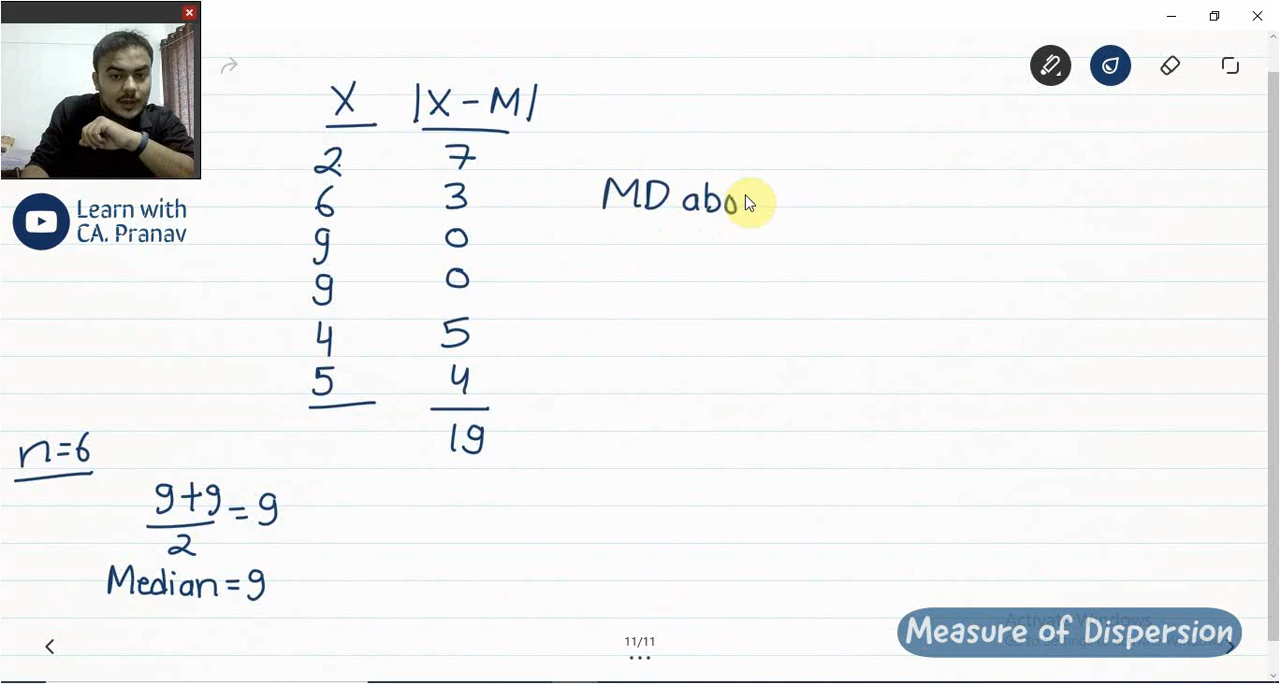 X |X - M|
2 7
6 3
9 0
9 0
4 5
5 4
19
MD abo
n=6
9+9
2
=9
Median = 9
Learn with
CA. Pranav
11/11
Measure of Dispersion